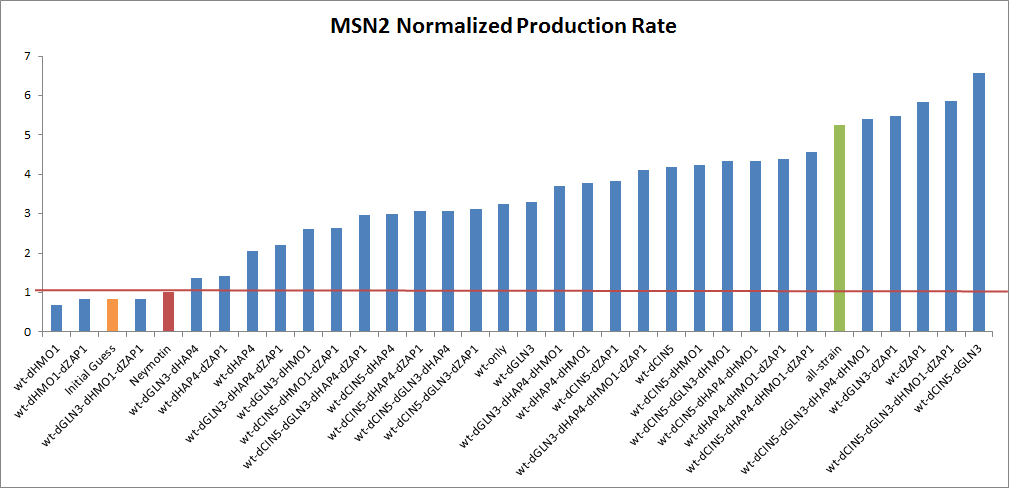 MSN2 Normalized Production Rate
7
6
5
4
3
2
1
0
wt-dHMO1
wt-dHMO1-dZAP1
Initial Guess
wt-dGLN3-dHMO1-dZAP1
Neymotin
wt-dGLN3-dHAP4
wt-dHAP4-dZAP1
wt-dHAP4
wt-dGLN3-dHAP4-dZAP1
wt-dGLN3-dHMO1
wt-dCIN5-dHMO1-dZAP1
wt-dCIN5-dGLN3-dHAP4-dZAP1
wt-dCIN5-dHAP4
wt-dCIN5-dHAP4-dZAP1
wt-dCIN5-dGLN3-dHAP4
wt-dCIN5-dGLN3-dZAP1
wt-only
wt-dGLN3
wt-dGLN3-dHAP4-dHMO1
wt-dHAP4-dHMO1
wt-dCIN5-dZAP1
wt-dGLN3-dHAP4-dHMO1-dZAP1
wt-dCIN5
wt-dCIN5-dHMO1
wt-dCIN5-dGLN3-dHMO1
wt-dCIN5-dHAP4-dHMO1
wt-dHAP4-dHMO1-dZAP1
wt-dCIN5-dHAP4-dHMO1-dZAP1
all-strain
wt-dCIN5-dGLN3-dHAP4-dHMO1
wt-dGLN3-dZAP1
wt-dZAP1
wt-dCIN5-dGLN3-dHMO1-dZAP1
wt-dCIN5-dGLN3